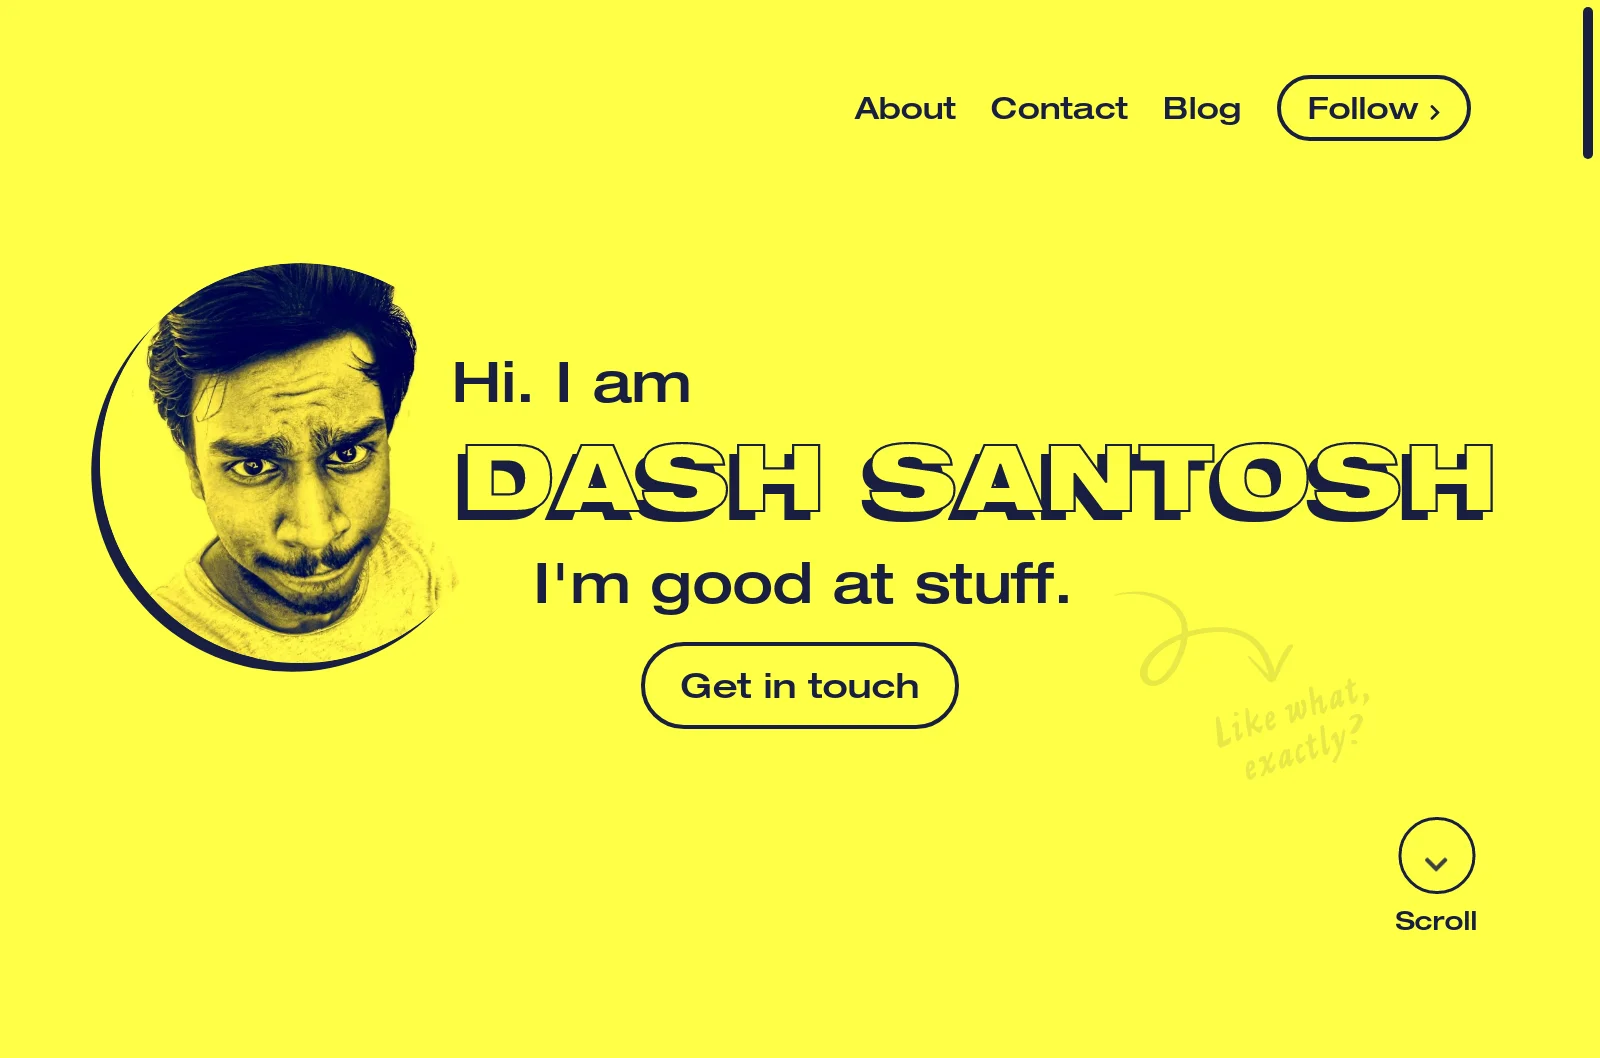 About Contact Blog Follow ›
Hi. I am
DASH SANTOSH
I'm good at stuff.
Get in touch
Like what,
exactly?
Scroll